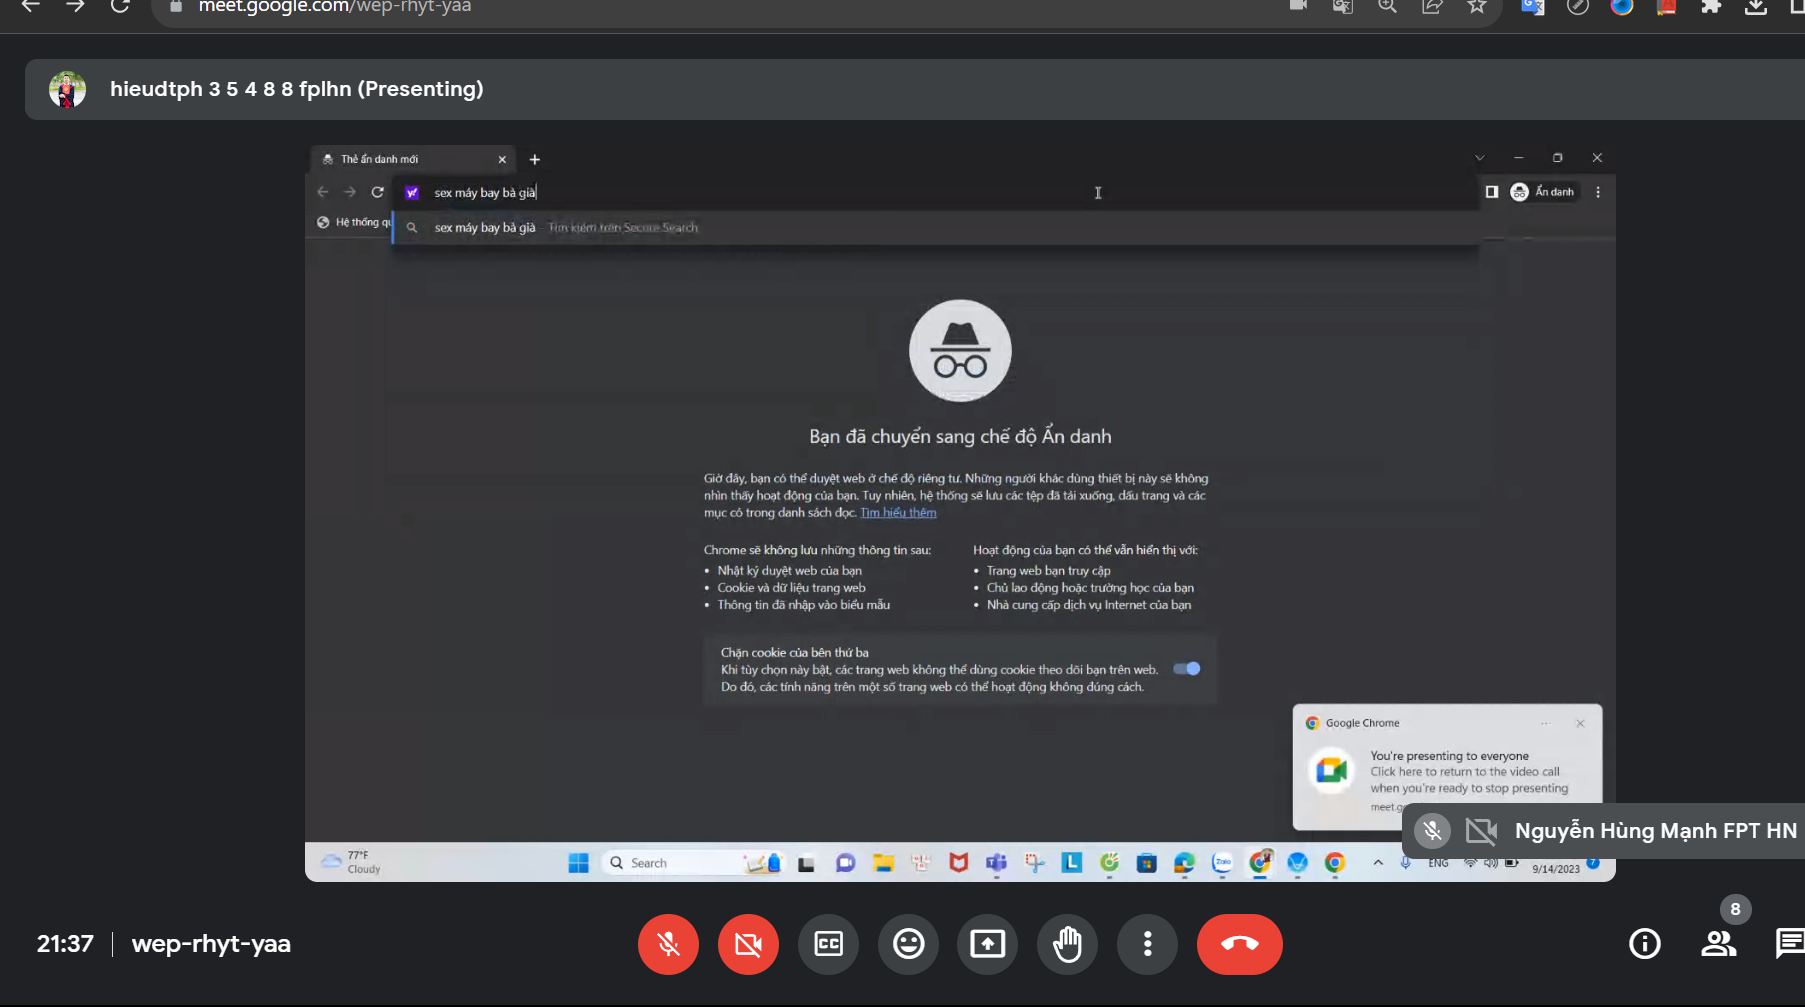 meet.google.com/wep-rhyt-yaa
hieudtph 3 5 4 8 8 fplhn (Presenting)
Thẻ ẩn danh mới
sex máy bay bà già
Ẩn danh
Hệ thống qu
sex máy bay bà già - Tìm kiếm trên Secure Search
Bạn đã chuyển sang chế độ Ẩn danh
Giờ đây, bạn có thể duyệt web ở chế độ riêng tư. Những người khác dùng thiết bị này sẽ không
nhìn thấy hoạt động của bạn. Tuy nhiên, hệ thống sẽ lưu các tệp đã tải xuống, dấu trang và các
mục có trong danh sách đọc. Tìm hiểu thêm
Chrome sẽ không lưu những thông tin sau:
• Nhật ký duyệt web của bạn
• Cookie và dữ liệu trang web
• Thông tin đã nhập vào biểu mẫu
Hoạt động của bạn có thể vẫn hiển thị với:
• Trang web bạn truy cập
• Chủ lao động hoặc trường học của bạn
• Nhà cung cấp dịch vụ Internet của bạn
Chặn cookie của bên thứ ba
Khi tùy chọn này bật, các trang web không thể dùng cookie theo dõi bạn trên web.
Do đó, các tính năng trên một số trang web có thể hoạt động không đúng cách.
Google Chrome
You're presenting to everyone
Click here to return to the video call
when you're ready to stop presenting
meet.g
Nguyễn Hùng Mạnh FPT HN
77°F
Cloudy
Search
Zalo
ENG
9/14/2023
7
21:37
wep-rhyt-yaa
CC
8